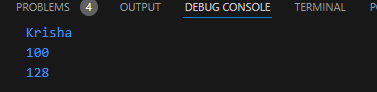 PROBLEMS 4 OUTPUT DEBUG CONSOLE TERMINAL
Krisha
100
128